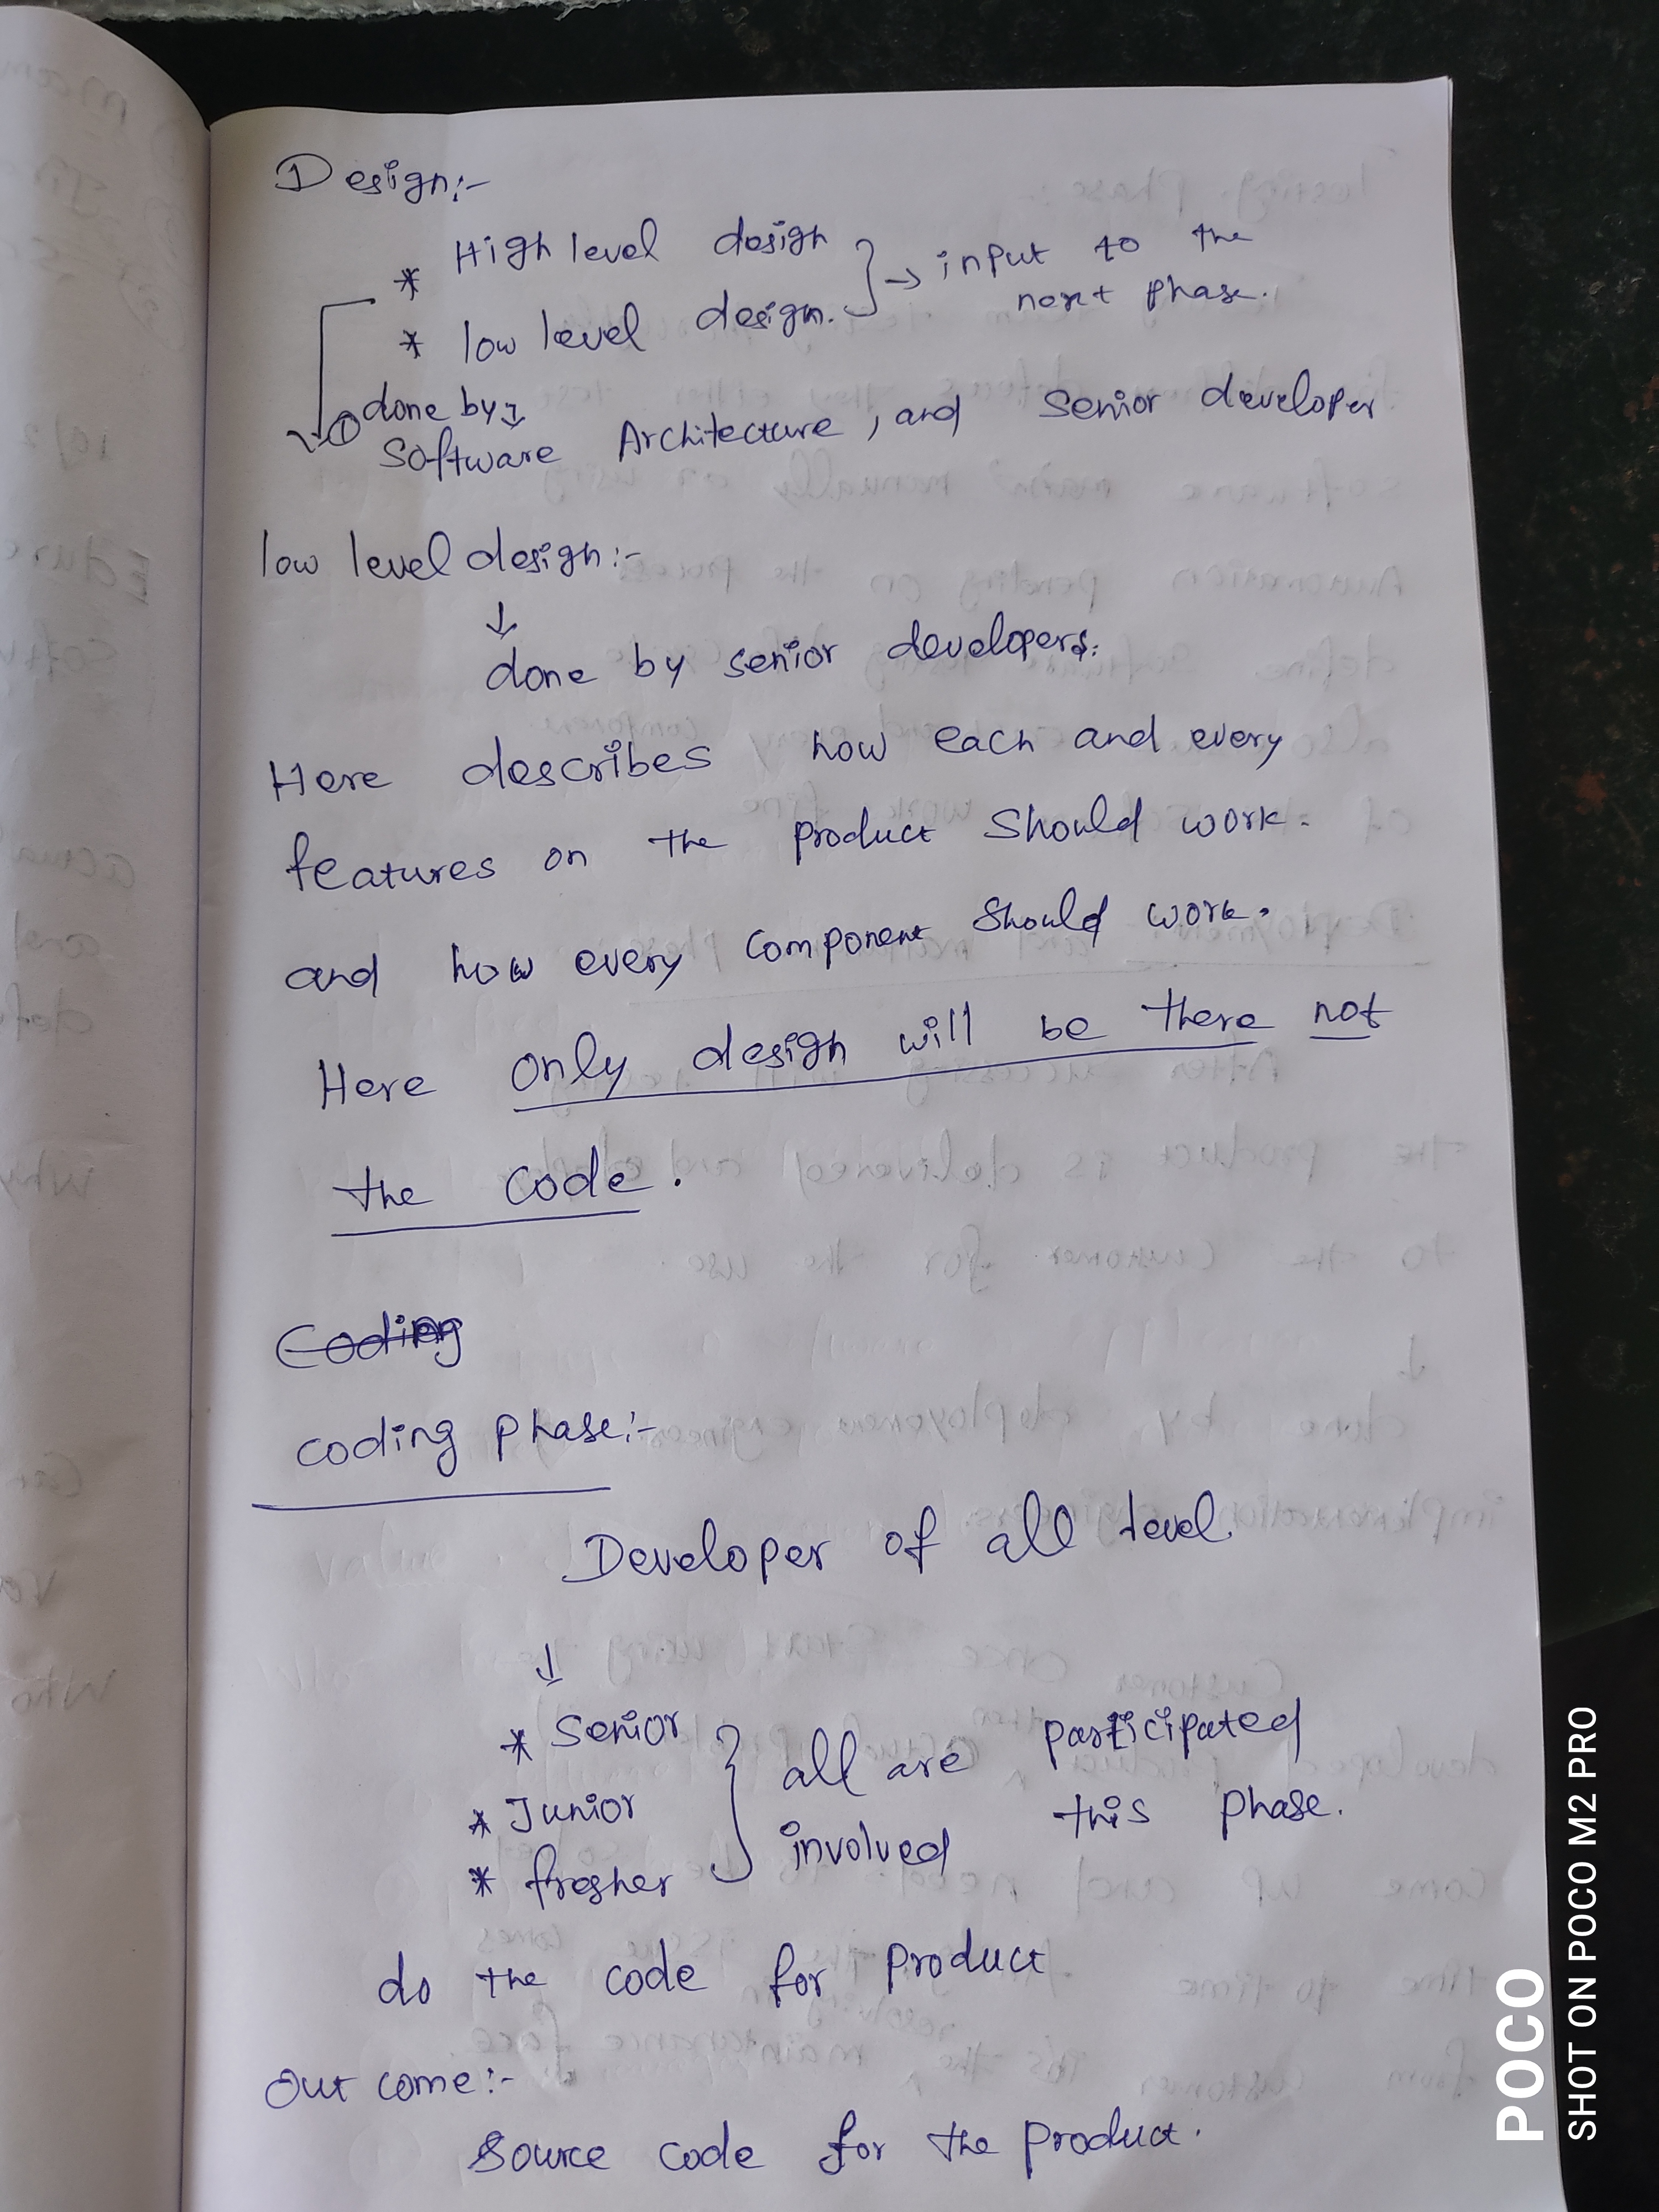 Design:-
* High level design } → input to the
next phase.
* low level design.
① done by ↓
Software Architecture, and Senior developer
low level design:-
↓
done by senior developers.
Here describes how each and every
features on the product should work.
and how every component should work.
Here only design will be there not
the code.
Coding
coding phase:-
Developer of all level.
↓
* Senior } all are participated
* Junior involved this phase.
* fresher
do the code for product
Out come:-
Source code for the product.
POCO
SHOT ON POCO M2 PRO